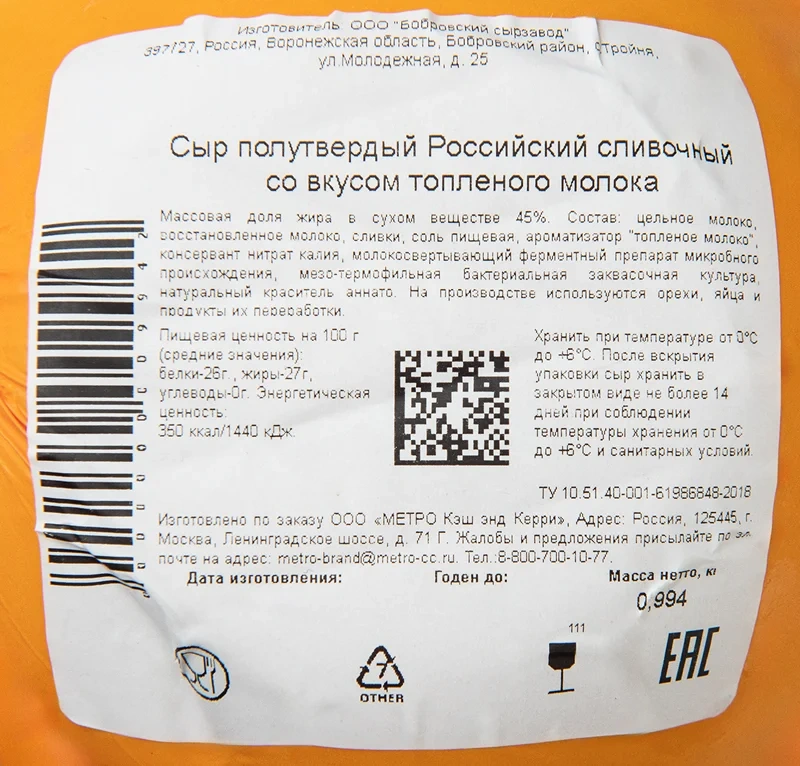 Изготовитель: ООО "Бобровский сырзавод"
397727, Россия, Воронежская область, Бобровский район,
ул.Молодежная, д. 25
Сыр полутвердый Российский сливочный
со вкусом топленого молока
Массовая доля жира в сухом веществе 45%. Состав: цельное молоко,
восстановленное молоко, сливки, соль пищевая, ароматизатор "топленое молоко",
консервант нитрат калия, молокосвертывающий ферментный препарат микробного
происхождения, мезо-термофильная бактериальная заквасочная культура,
натуральный краситель аннато. На производстве используются орехи, яйца и
продукты их переработки.
Пищевая ценность на 100 г
(средние значения):
белки-26г., жиры-27г,
углеводы-0г. Энергетическая
ценность:
350 ккал/1440 кДж.
Хранить при температуре от 0°С
до +6°С. После вскрытия
упаковки сыр хранить в
закрытом виде не более 14
дней при соблюдении
температуры хранения от 0°С
до +6°С и санитарных условий.
ТУ 10.51.40-001-61986848-2018
Изготовлено по заказу ООО «МЕТРО Кэш энд Керри», Адрес: Россия, 125445, г.
Москва, Ленинградское шоссе, д. 71 Г. Жалобы и предложения присылайте по эл.
почте на адрес: metro-brand@metro-cc.ru. Тел.:8-800-700-10-77.
Дата изготовления:
Годен до:
Масса нетто, кг
0,994
7
OTHER
111
EAC